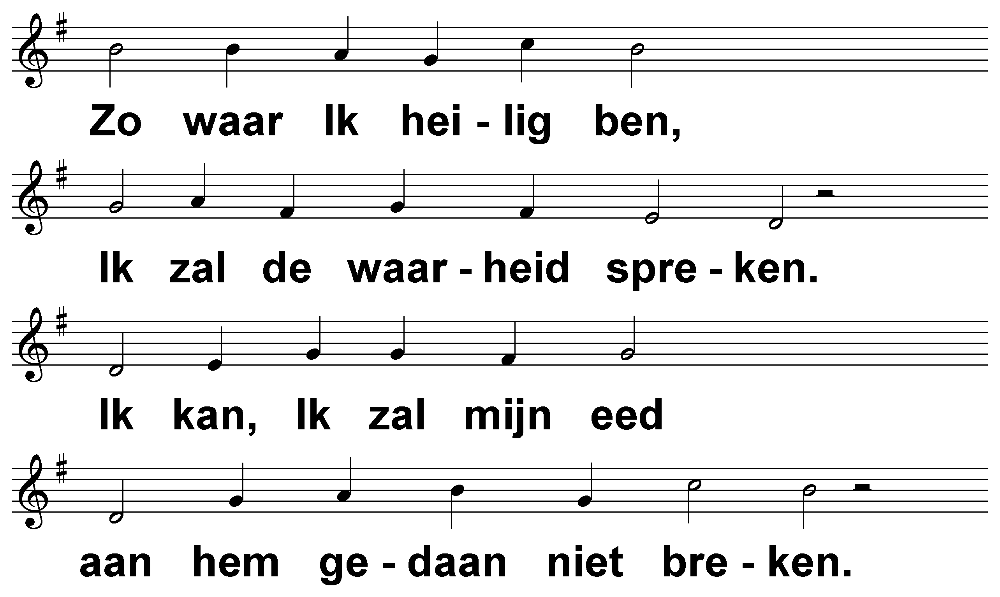 Zo waar Ik hei - lig ben,
Ik zal de waar - heid spre - ken.
Ik kan, Ik zal mijn eed
aan hem ge - daan niet bre - ken.